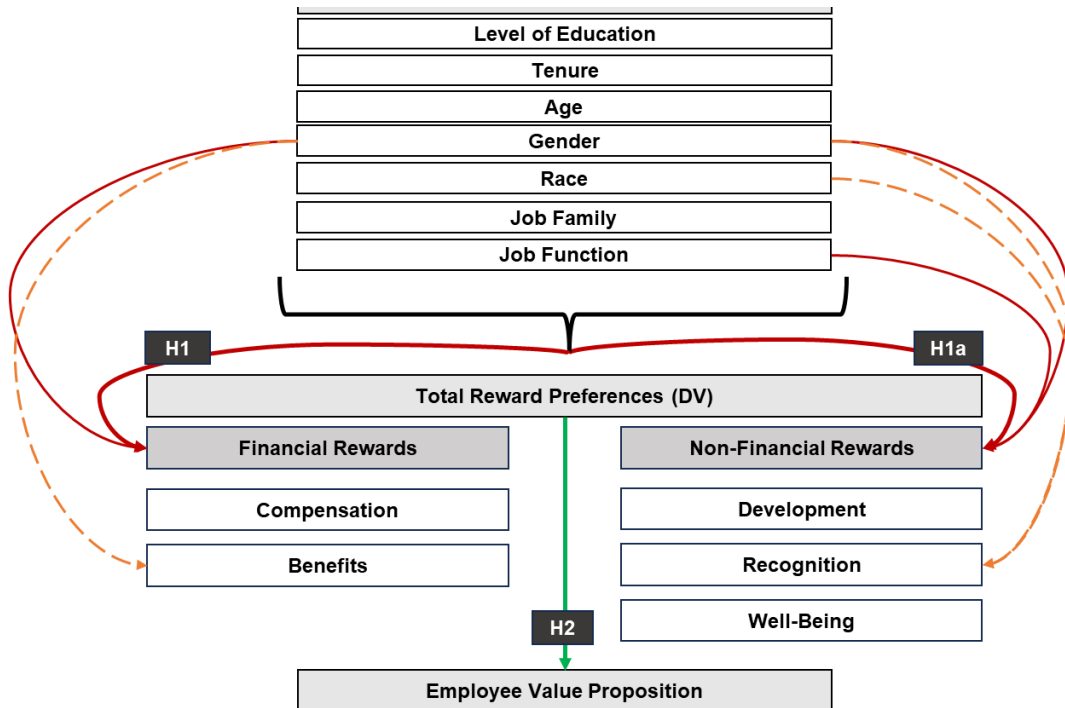 Level of Education
Tenure
Age
Gender
Race
Job Family
Job Function
H1
H1a
Total Reward Preferences (DV)
Financial Rewards
Non-Financial Rewards
Compensation
Development
Benefits
Recognition
H2
Well-Being
Employee Value Proposition